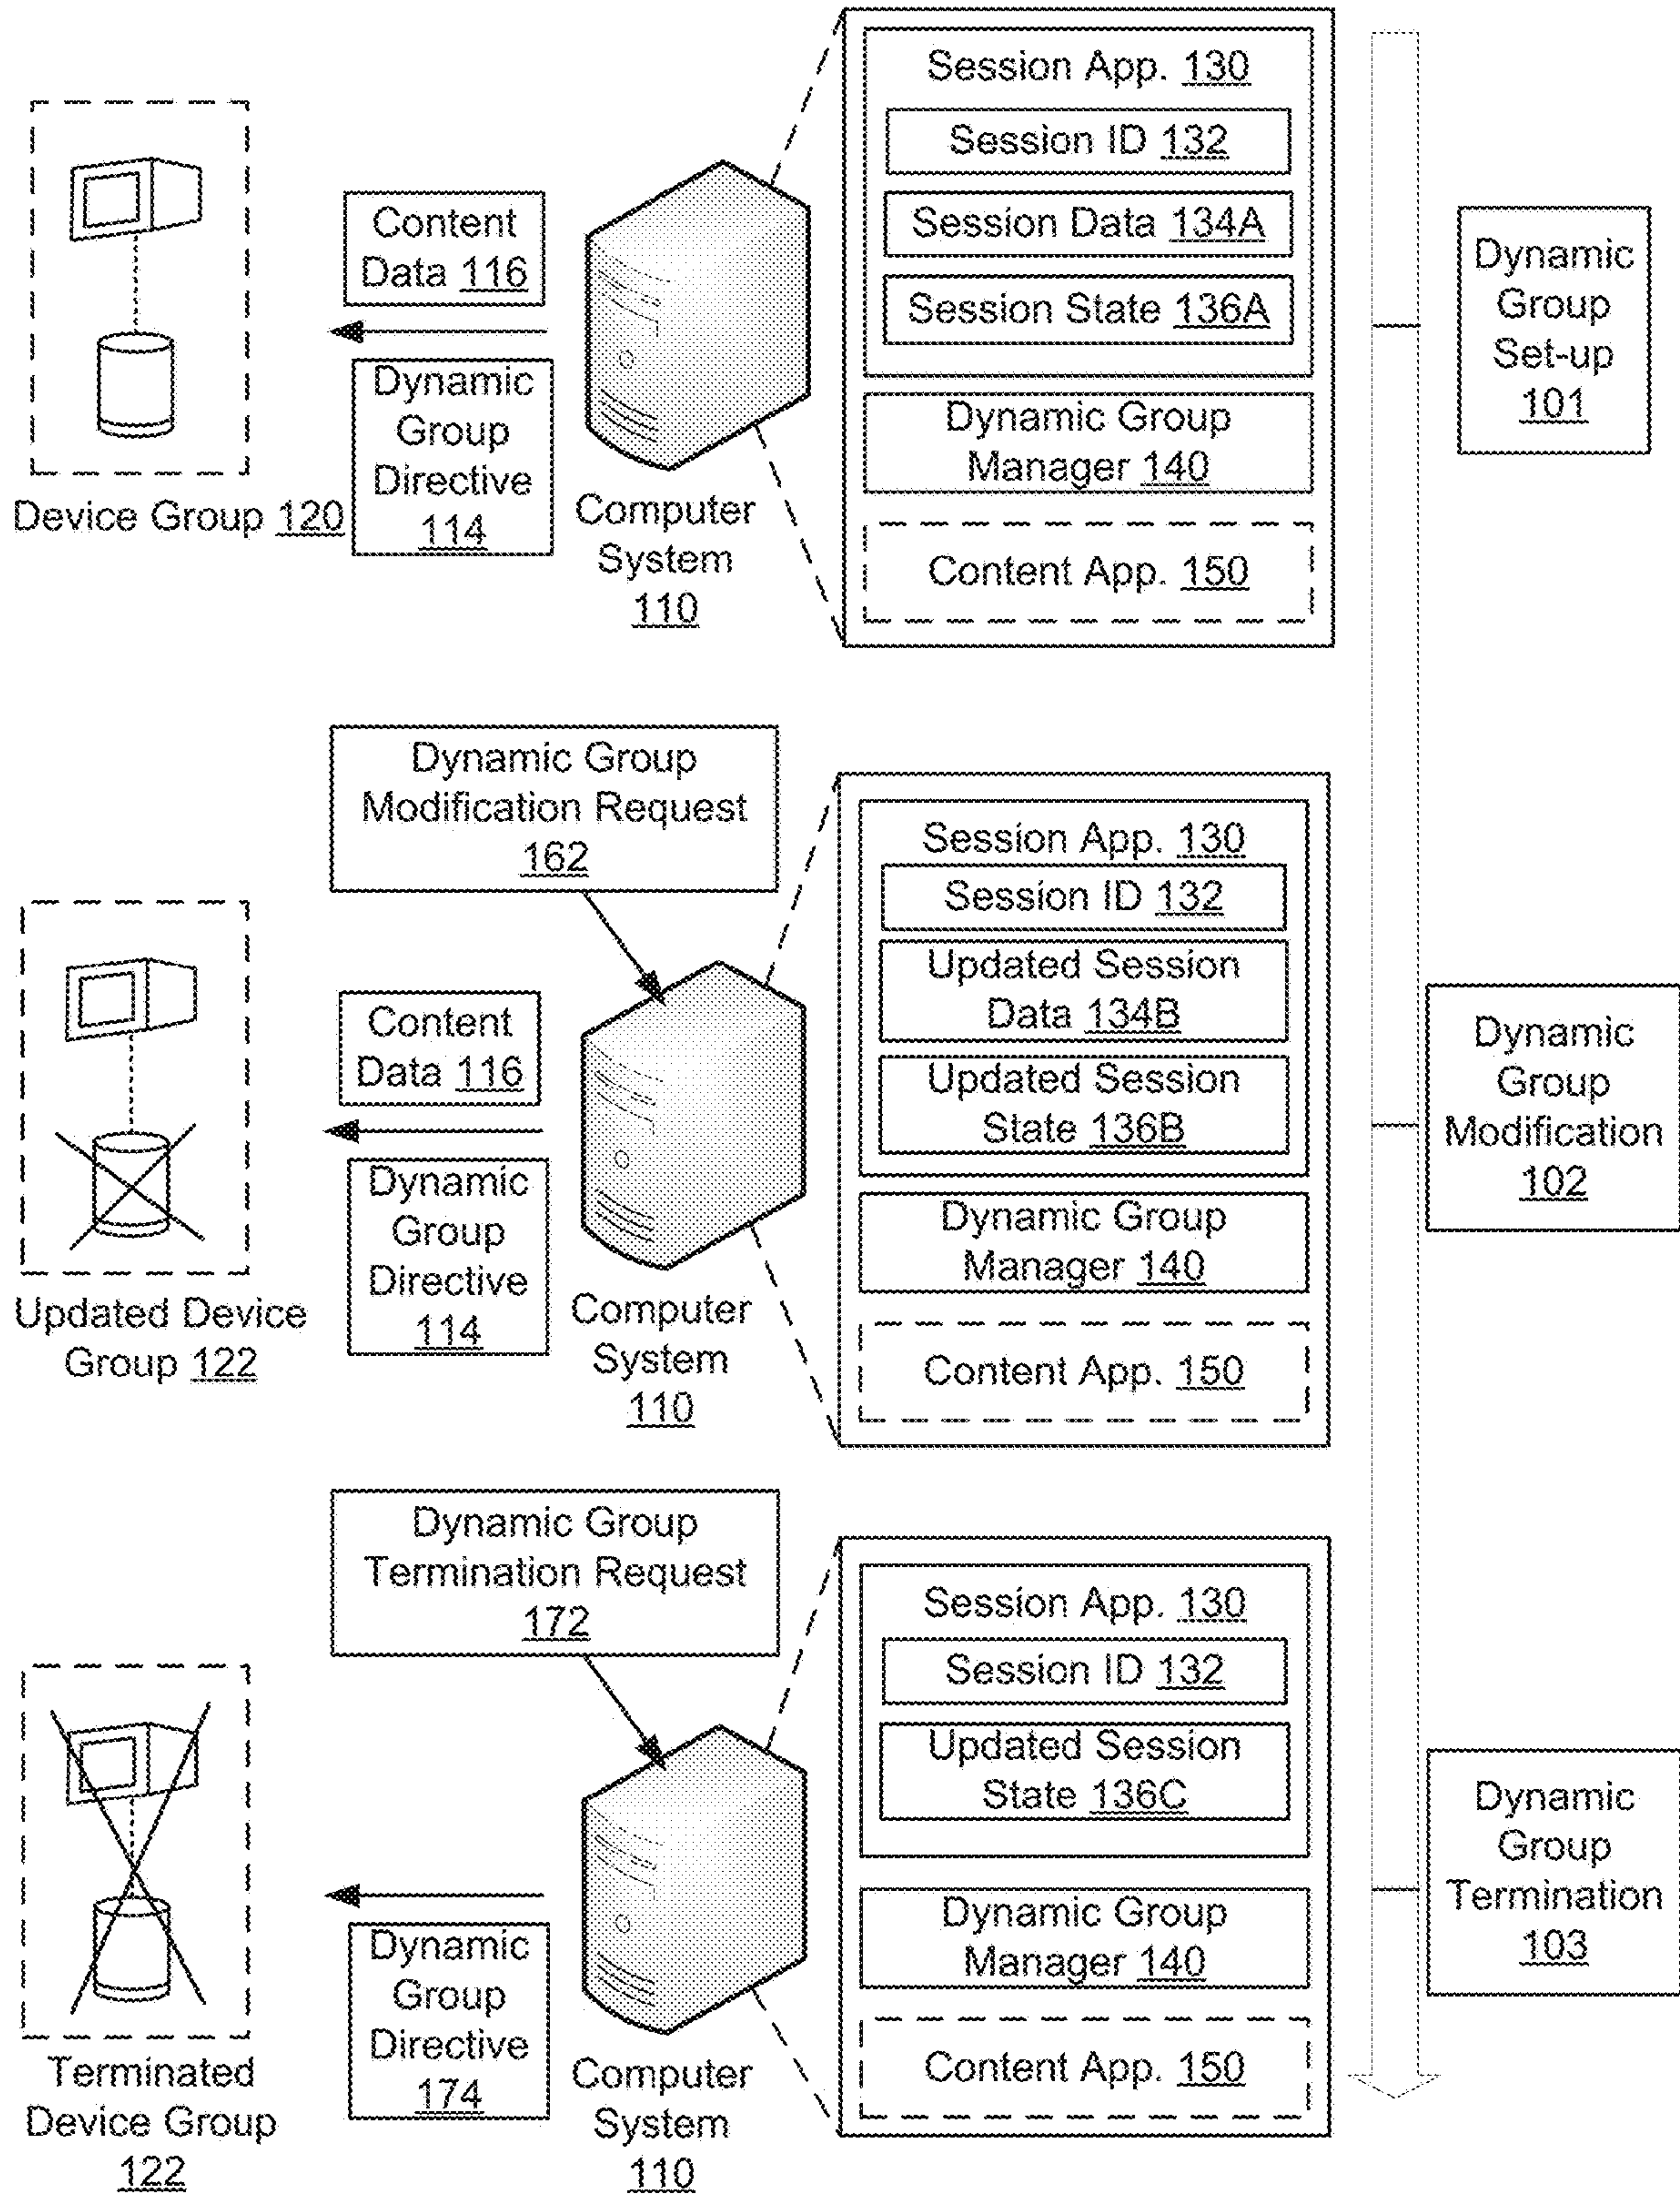 Session App. 130
Session ID 132
Session Data 134A
Session State 136A
Dynamic Group
Manager 140
Content App. 150
Content
Data 116
Dynamic
Group
Directive
114
Device Group 120
Computer
System
110
Dynamic
Group
Set-up
101
Dynamic Group
Modification Request
162
Session App. 130
Session ID 132
Updated Session
Data 134B
Updated Session
State 136B
Dynamic Group
Manager 140
Content App. 150
Content
Data 116
Dynamic
Group
Directive
114
Updated Device
Group 122
Computer
System
110
Dynamic
Group
Modification
102
Dynamic Group
Termination Request
172
Session App. 130
Session ID 132
Updated Session
State 136C
Dynamic Group
Manager 140
Content App. 150
Dynamic
Group
Directive
174
Terminated
Device Group
122
Computer
System
110
Dynamic
Group
Termination
103